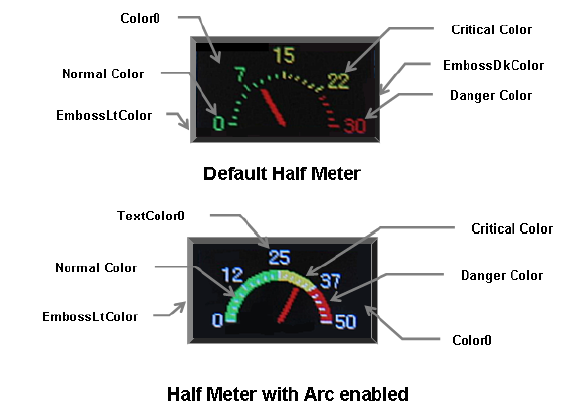 Color0
Critical Color
15
EmbossDkColor
Normal Color
7
22
Danger Color
EmbossLtColor
0
30
Default Half Meter
TextColor0
Critical Color
25
Normal Color
12
37
Danger Color
EmbossLtColor
0
50
Color0
Half Meter with Arc enabled